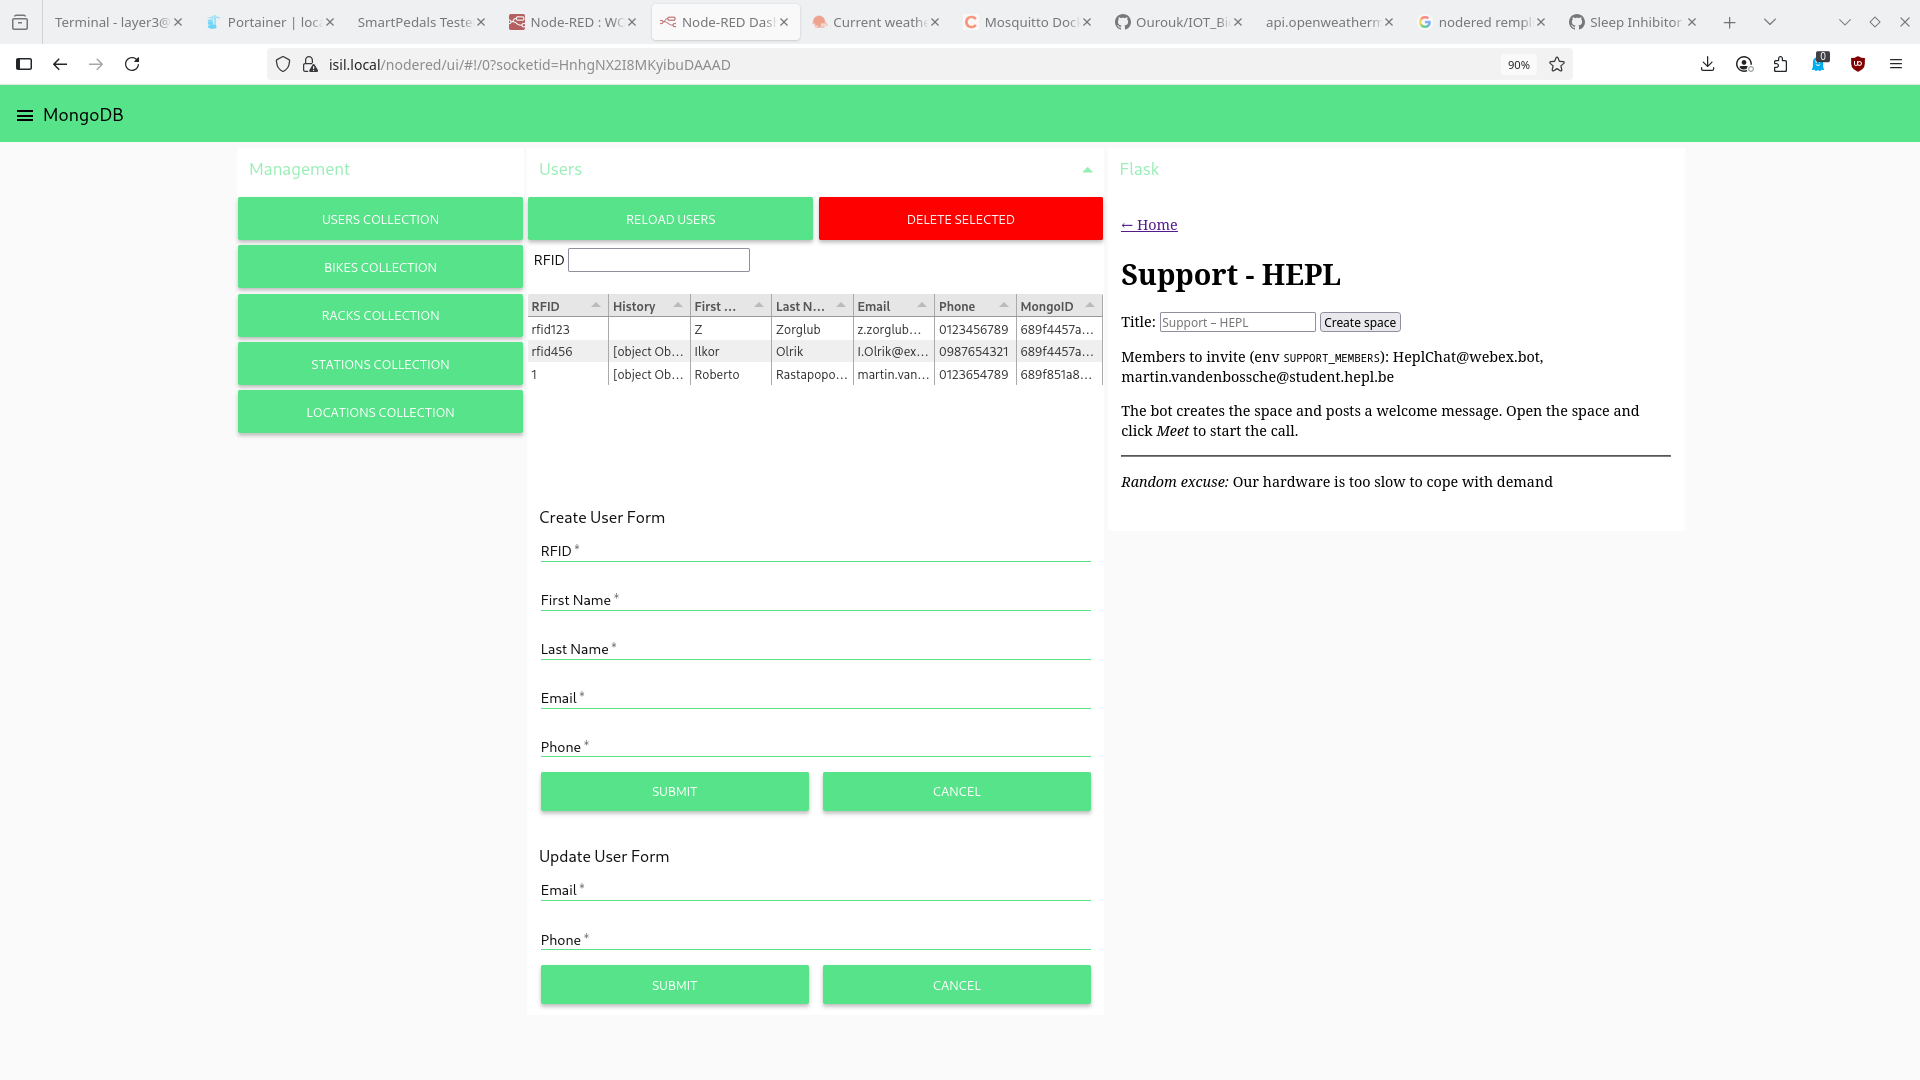 Terminal - layer3@
Portainer | loc
SmartPedals Teste
Node-RED : WC
Node-RED Das
Current weathe
Mosquitto Doc
Ourouk/IOT_Bi
api.openweatherm
nodered rempl
Sleep Inhibitor
isil.local/nodered/ui/#!/0?socketid=HnhgNX2I8MKyibuDAAAD
90%
0
MongoDB
Management
USERS COLLECTION
BIKES COLLECTION
RACKS COLLECTION
STATIONS COLLECTION
LOCATIONS COLLECTION
Users
RELOAD USERS DELETE SELECTED
RFID
RFID History First ... Last N... Email Phone MongoID
rfid123 Z Zorglub z.zorglub... 0123456789 689f4457a...
rfid456 [object Ob... Ilkor Olrik I.Olrik@ex... 0987654321 689f4457a...
1 [object Ob... Roberto Rastapopo... martin.van... 0123654789 689f851a8...
Create User Form
RFID *
First Name *
Last Name *
Email *
Phone *
SUBMIT CANCEL
Update User Form
Email *
Phone *
SUBMIT CANCEL
Flask
← Home
Support - HEPL
Title: Support – HEPL Create space
Members to invite (env SUPPORT_MEMBERS): HeplChat@webex.bot,
martin.vandenbossche@student.hepl.be
The bot creates the space and posts a welcome message. Open the space and
click Meet to start the call.
Random excuse: Our hardware is too slow to cope with demand